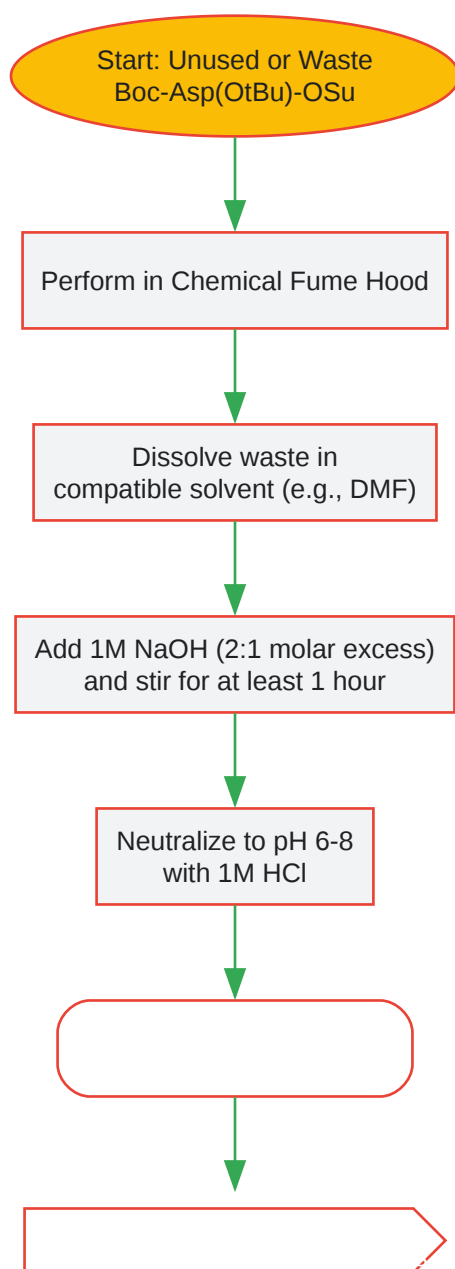 Start: Unused or Waste
Boc-Asp(OtBu)-OSu
Perform in Chemical Fume Hood
Dissolve waste in
compatible solvent (e.g., DMF)
Add 1M NaOH (2:1 molar excess)
and stir for at least 1 hour
Neutralize to pH 6-8
with 1M HCl